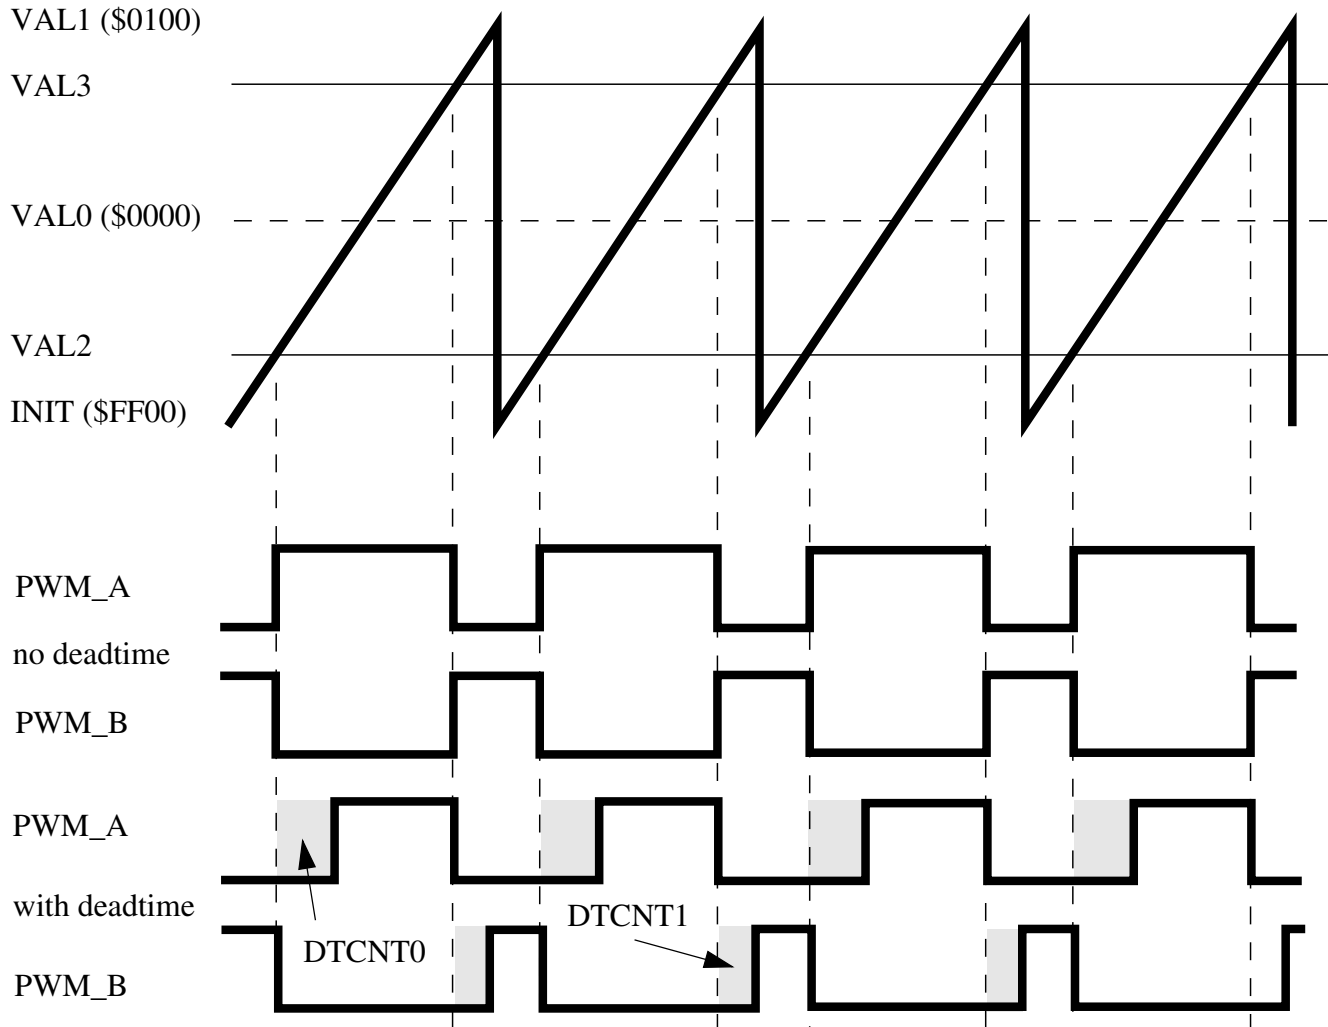 VAL1 ($0100)
VAL3
VAL0 ($0000)
VAL2
INIT ($FF00)
PWM_A
no deadtime
PWM_B
PWM_A
with deadtime
DTCNT1
DTCNT0
PWM_B